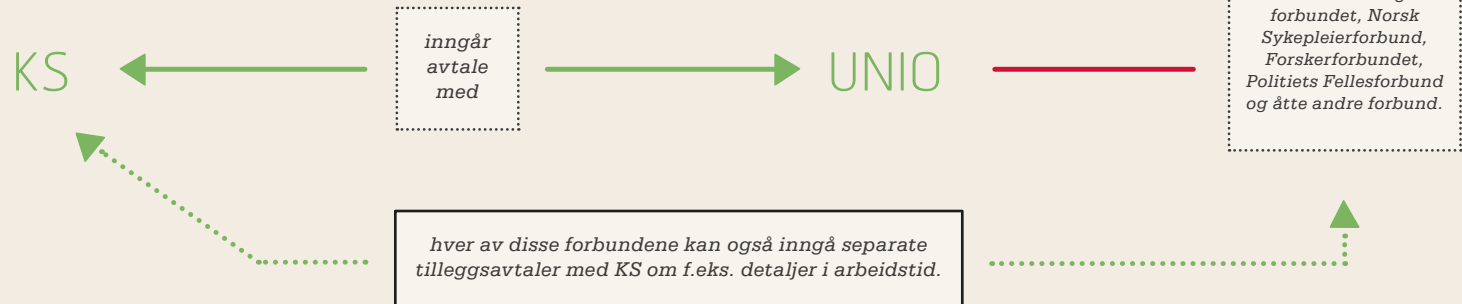 KS
inngår
avtale
med
UNIO
forbundet, Norsk
Sykepleierforbund,
Forskerforbundet,
Politiets Fellesforbund
og åtte andre forbund.
hver av disse forbundene kan også inngå separate
tilleggsavtaler med KS om f.eks. detaljer i arbeidstid.